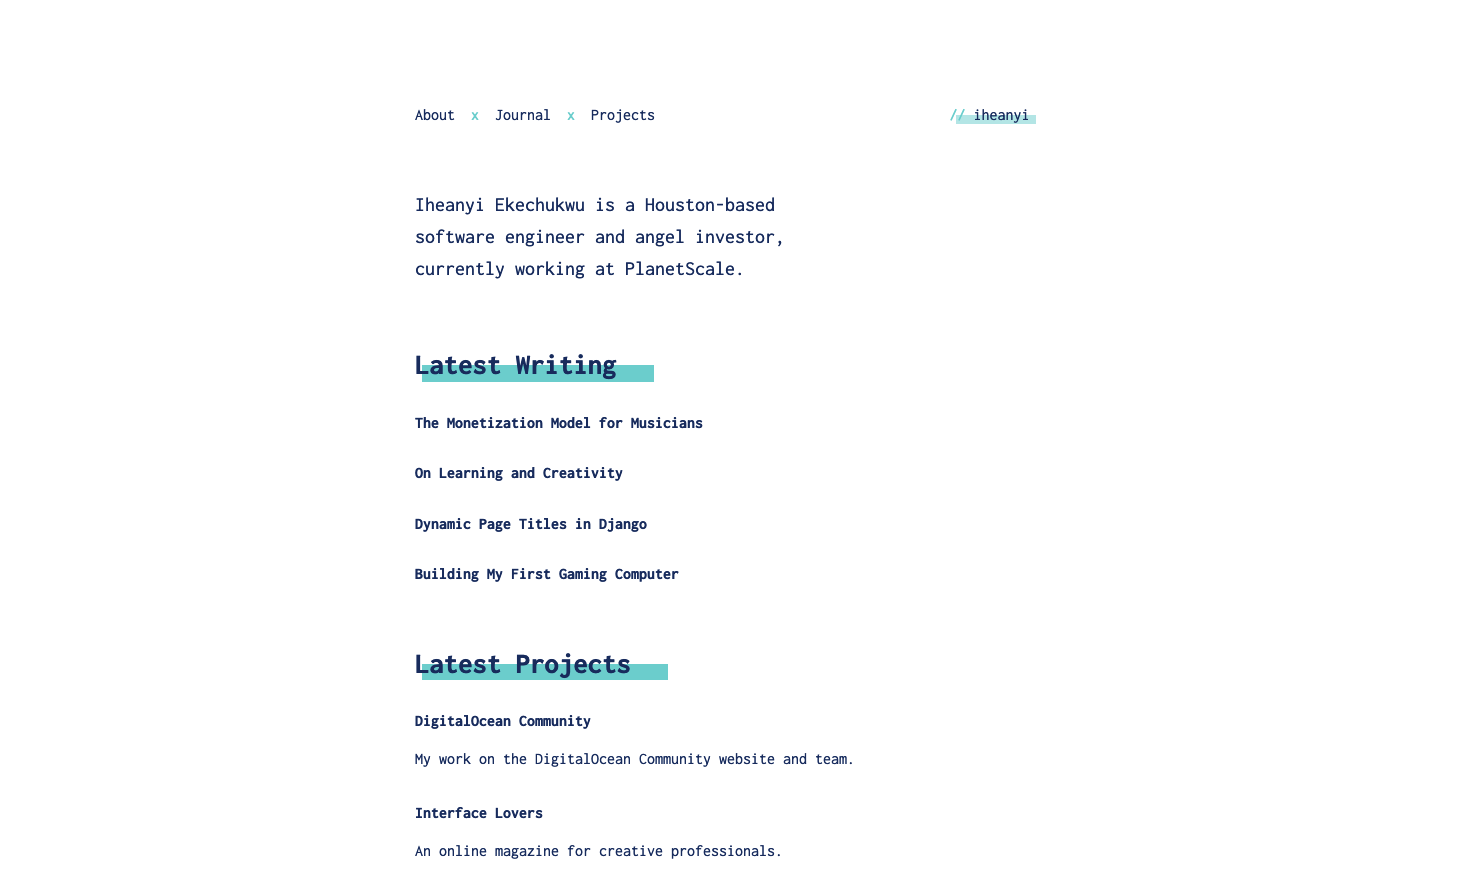 About x Journal x Projects
// iheanyi
Iheanyi Ekechukwu is a Houston-based
software engineer and angel investor,
currently working at PlanetScale.
Latest Writing
The Monetization Model for Musicians
On Learning and Creativity
Dynamic Page Titles in Django
Building My First Gaming Computer
Latest Projects
DigitalOcean Community
My work on the DigitalOcean Community website and team.
Interface Lovers
An online magazine for creative professionals.